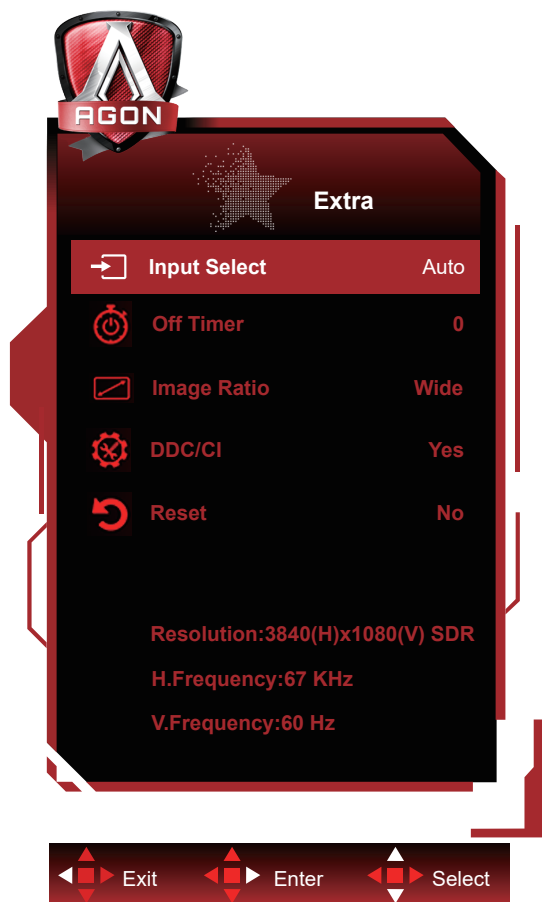 AGON
Extra
Input Select Auto
Off Timer 0
Image Ratio Wide
DDC/CI Yes
Reset No
Resolution:3840(H)x1080(V) SDR
H.Frequency:67 KHz
V.Frequency:60 Hz
Exit Enter Select